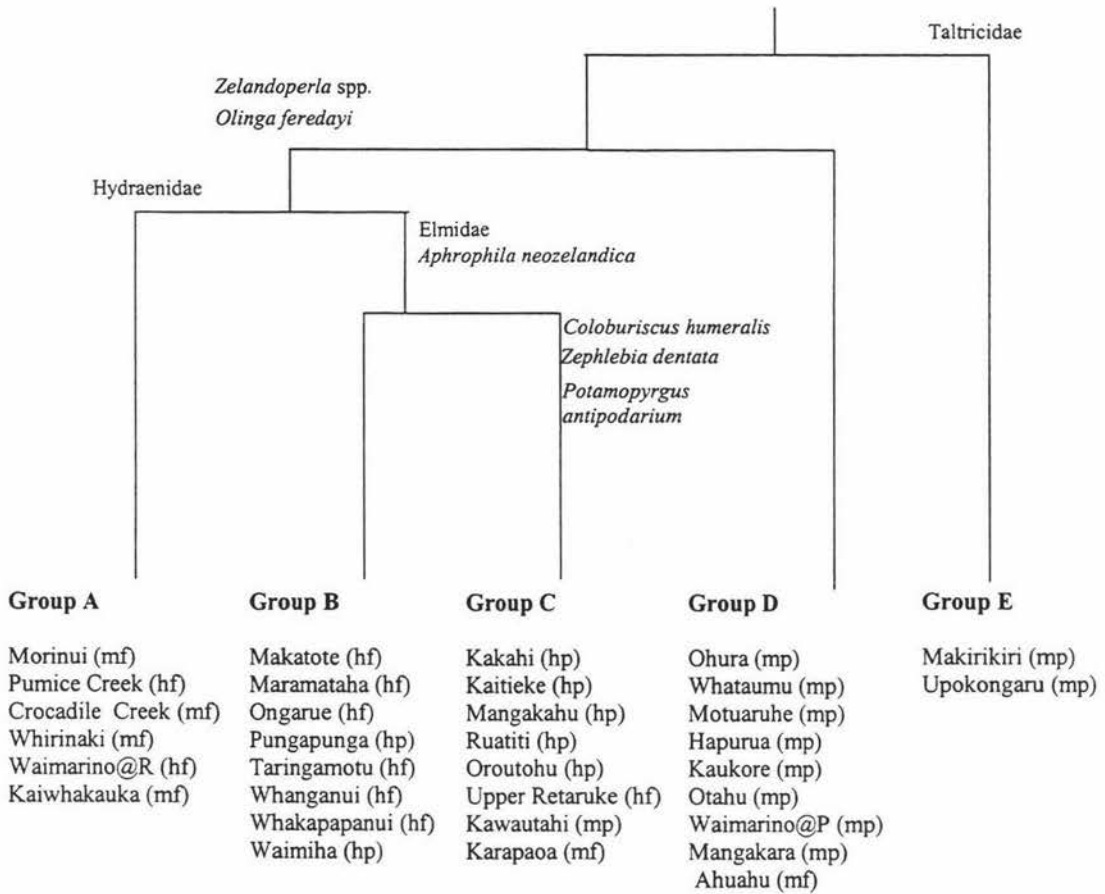 Taltricidae
Zelandoperla spp.
Olinga feredayi
Hydraenidae
Elmidae
Aphrophila neozelandica
Coloburiscus humeralis
Zephlebia dentata
Potamopyrgus
antipodarium
Group A
Morinui (mf)
Pumice Creek (hf)
Crocadile Creek (mf)
Whirinaki (mf)
Waimarino@R (hf)
Kaiwhakauka (mf)
Group B
Makatote (hf)
Maramataha (hf)
Ongarue (hf)
Pungapunga (hp)
Taringamotu (hf)
Whanganui (hf)
Whakapapanui (hf)
Waimiha (hp)
Group C
Kakahi (hp)
Kaitieke (hp)
Mangakahu (hp)
Ruatiti (hp)
Oroutohu (hp)
Upper Retaruke (hf)
Kawautahi (mp)
Karapaoa (mf)
Group D
Ohura (mp)
Whataumu (mp)
Motuaruhe (mp)
Hapurua (mp)
Kaukore (mp)
Otahu (mp)
Waimarino@P (mp)
Mangakara (mp)
Ahuahu (mf)
Group E
Makirikiri (mp)
Upokongaru (mp)